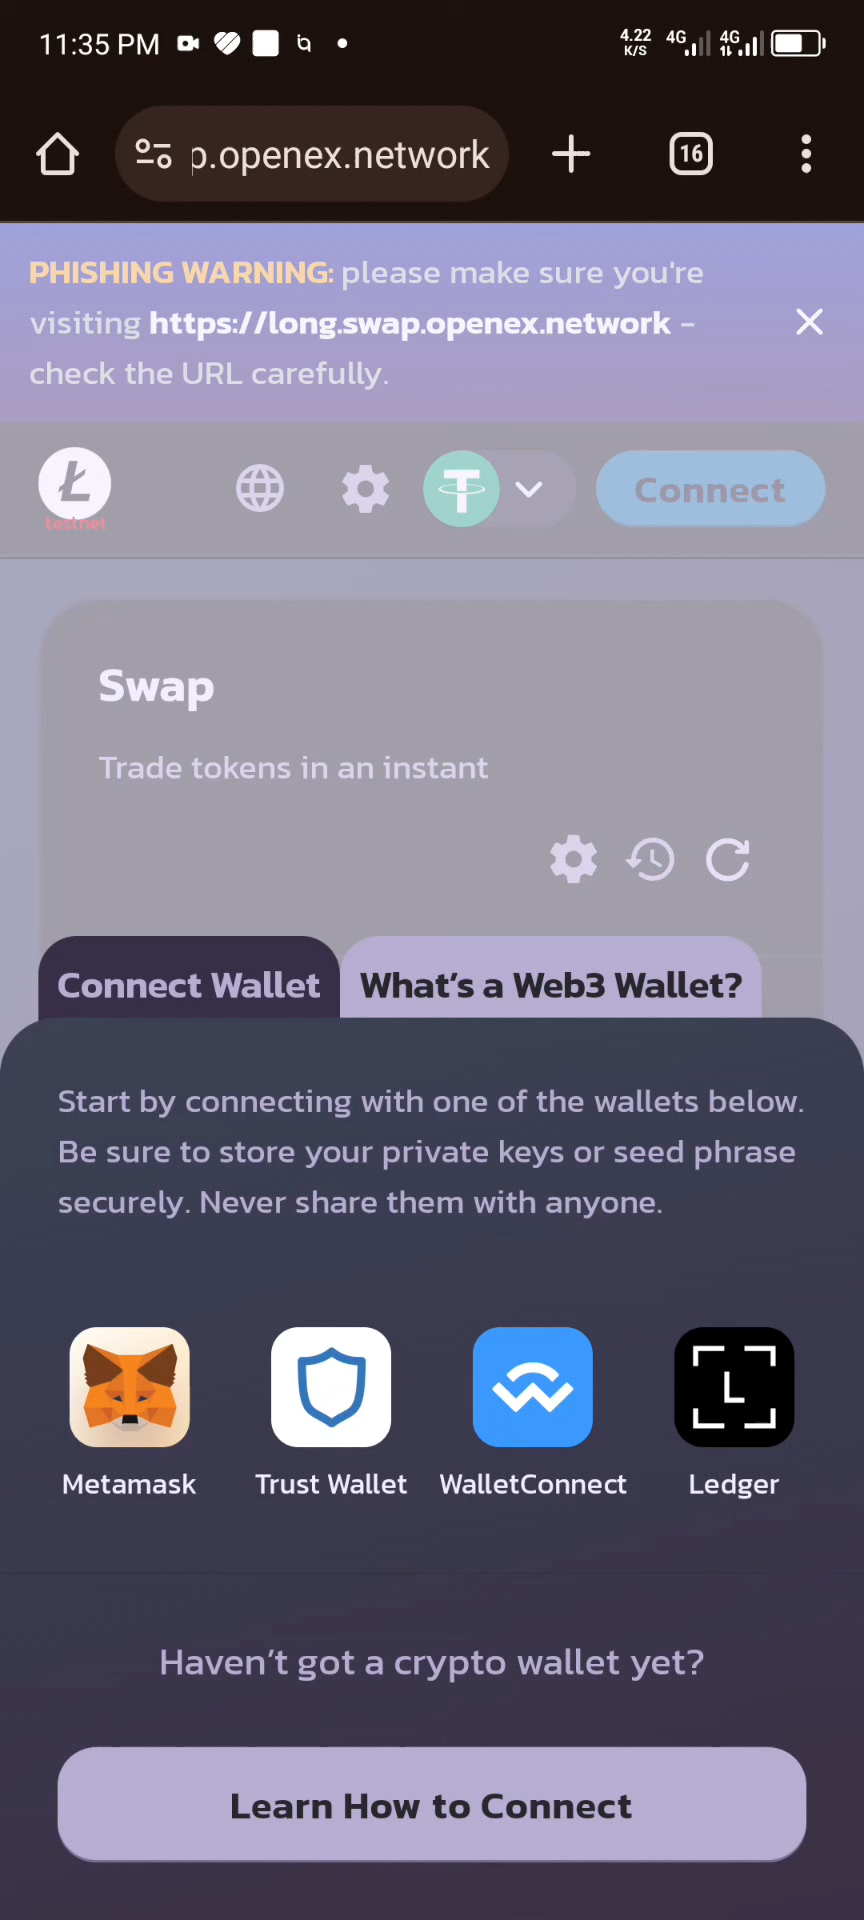 11:35 PM
4.22
K/S
4G
4G
p.openex.network
16
PHISHING WARNING: please make sure you're
visiting https://long.swap.openex.network -
check the URL carefully.
testnet
Connect
Swap
Trade tokens in an instant
Connect Wallet
What's a Web3 Wallet?
Start by connecting with one of the wallets below.
Be sure to store your private keys or seed phrase
securely. Never share them with anyone.
L
Metamask
Trust Wallet
WalletConnect
Ledger
Haven't got a crypto wallet yet?
Learn How to Connect